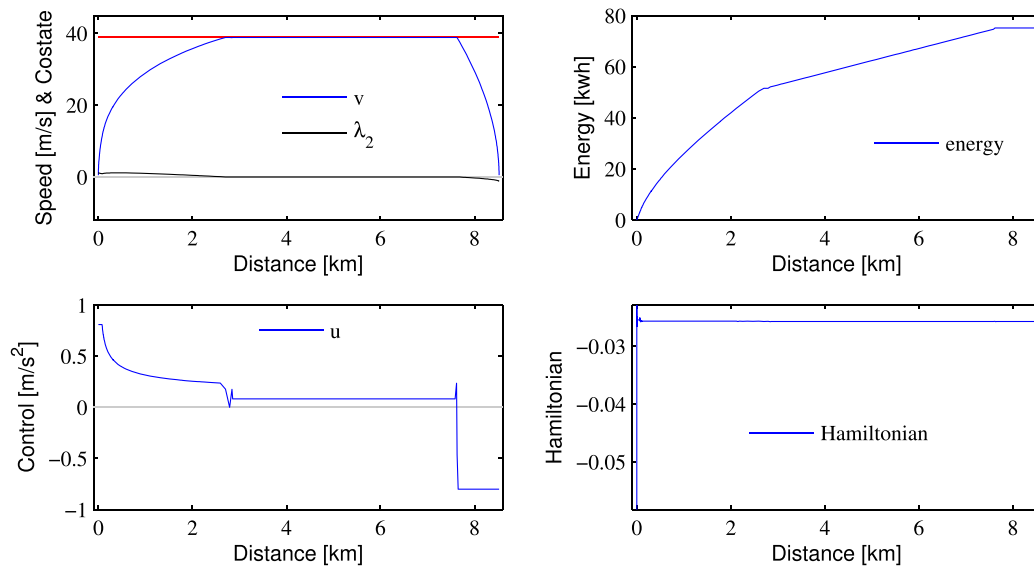 Speed [m/s] & Costate
40
20
0
v
λ2
0 2 4 6 8
Distance [km]
Energy [kwh]
80
60
40
20
0
energy
0 2 4 6 8
Distance [km]
Control [m/s2]
1
0.5
0
−0.5
−1
u
0 2 4 6 8
Distance [km]
Hamiltonian
−0.03
−0.04
−0.05
Hamiltonian
0 2 4 6 8
Distance [km]